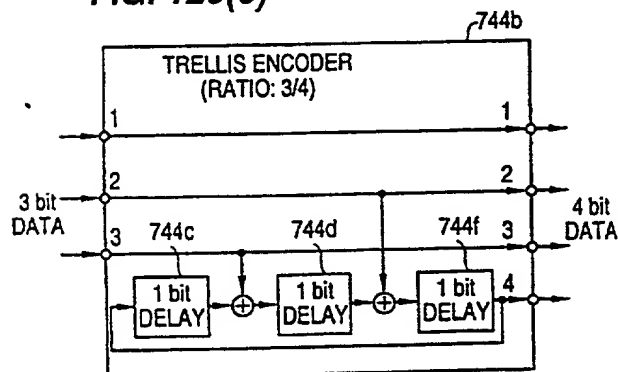 744b
TRELLIS ENCODER
(RATIO: 3/4)
1
1
2
2
3 bit
DATA
3
744c
744d
744f
3
4 bit
DATA
1 bit
DELAY
1 bit
DELAY
1 bit
DELAY
4